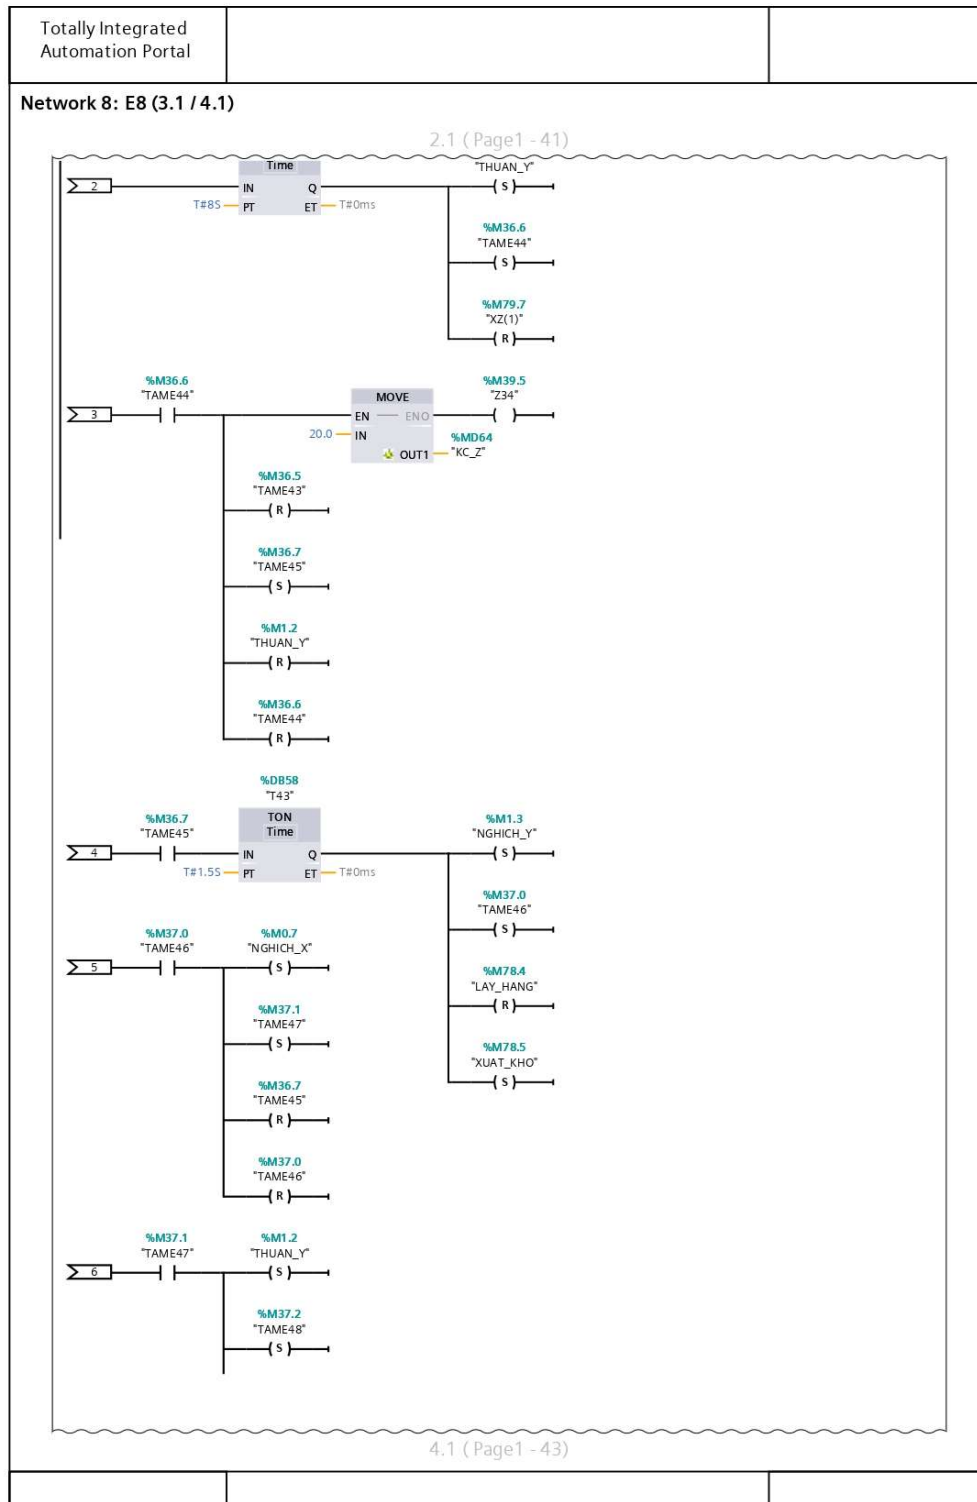 Totally Integrated
Automation Portal
Network 8: E8 (3.1 / 4.1)
2.1 ( Page1 - 41)
Time
"THUAN_Y"
2
IN
Q
( S )
T#8S
PT
ET
T#0ms
%M36.6
"TAME44"
( S )
%M79.7
"XZ(1)"
( R )
%M36.6
"TAME44"
MOVE
%M39.5
"Z34"
3
EN
ENO
( )
20.0
IN
%MD64
OUT1
"KC_Z"
%M36.5
"TAME43"
( R )
%M36.7
"TAME45"
( S )
%M1.2
"THUAN_Y"
( R )
%M36.6
"TAME44"
( R )
%DB58
"T43"
%M36.7
"TAME45"
TON
Time
%M1.3
"NGHICH_Y"
4
IN
Q
( S )
T#1.5S
PT
ET
T#0ms
%M37.0
"TAME46"
( S )
%M37.0
"TAME46"
%M0.7
"NGHICH_X"
5
( S )
%M78.4
"LAY_HANG"
( R )
%M37.1
"TAME47"
( S )
%M78.5
"XUAT_KHO"
( S )
%M36.7
"TAME45"
( R )
%M37.0
"TAME46"
( R )
%M37.1
"TAME47"
%M1.2
"THUAN_Y"
6
( S )
%M37.2
"TAME48"
( S )
4.1 ( Page1 - 43)